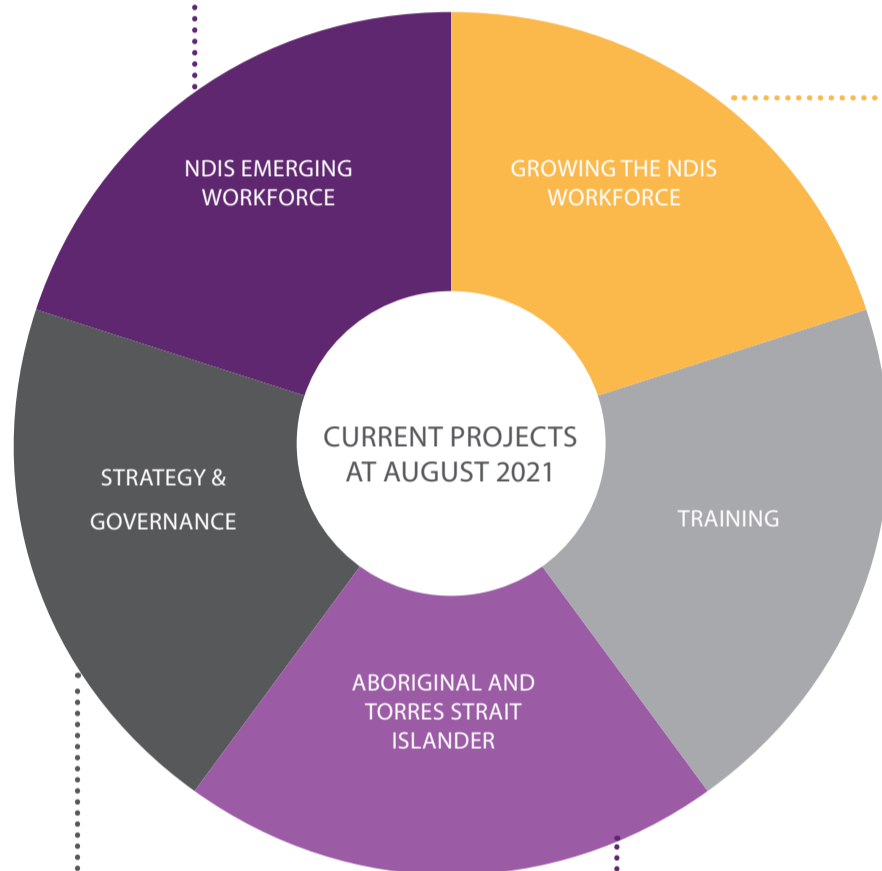 NDIS EMERGING
WORKFORCE
GROWING THE NDIS
WORKFORCE
CURRENT PROJECTS
AT AUGUST 2021
STRATEGY &
GOVERNANCE
TRAINING
ABORIGINAL AND
TORRES STRAIT
ISLANDER